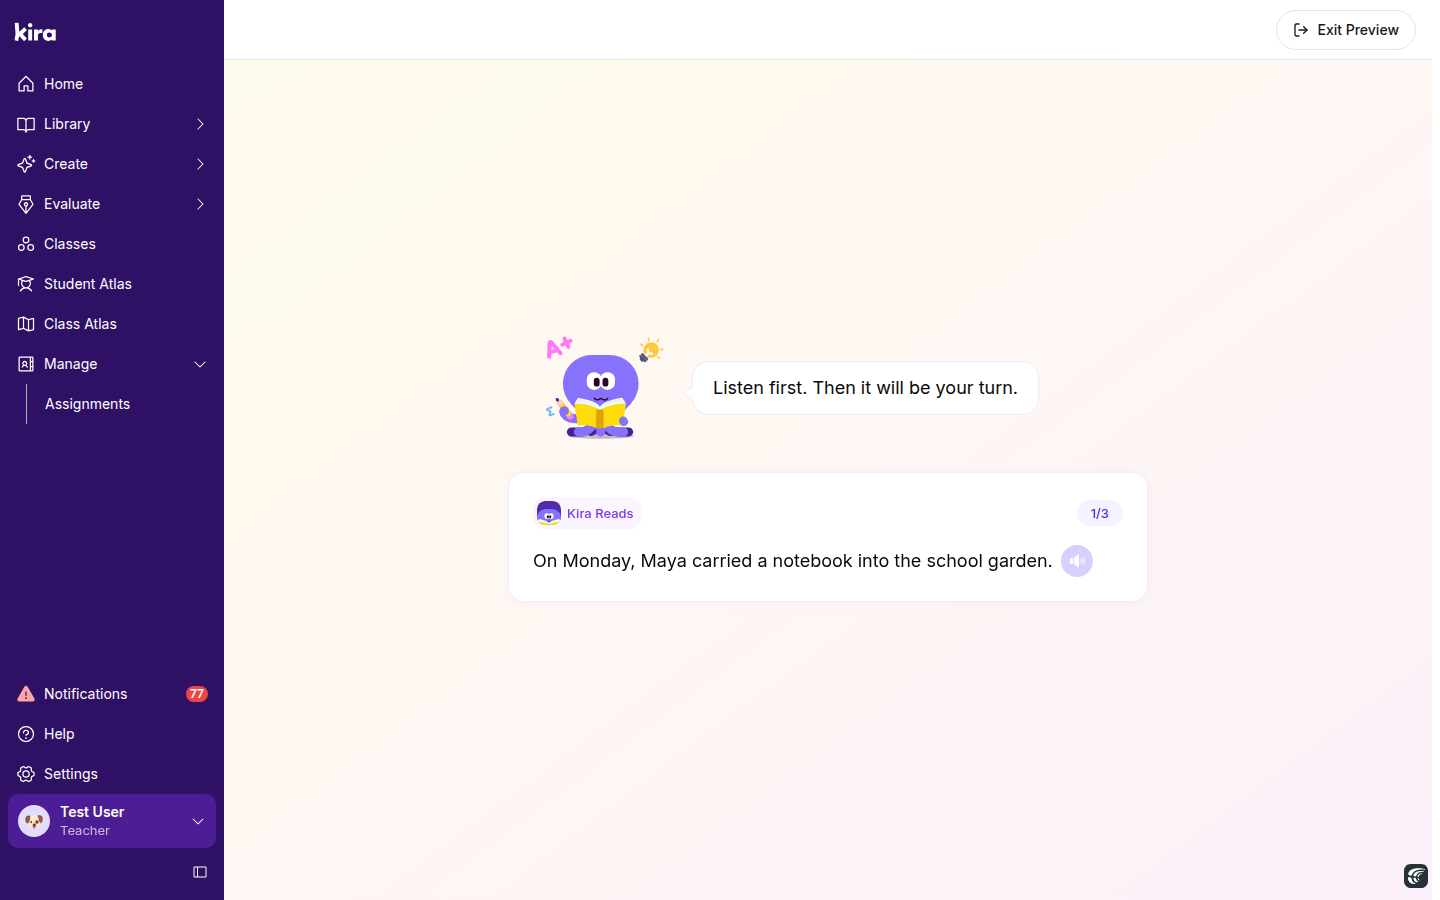 kira
Home
Library
Create
Evaluate
Classes
Student Atlas
Class Atlas
Manage
Assignments
Notifications 77
Help
Settings
Test User
Teacher
Exit Preview
A+
Listen first. Then it will be your turn.
Kira Reads
1/3
On Monday, Maya carried a notebook into the school garden.